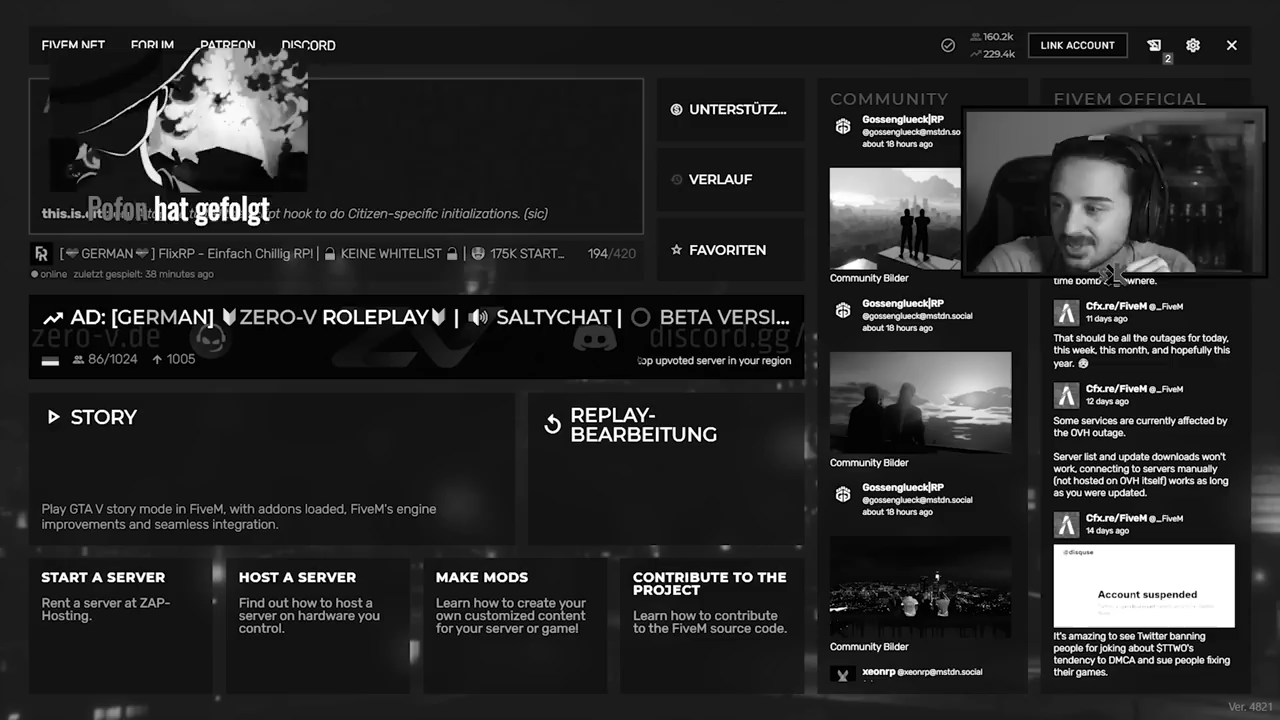 FIVEM.NET FORUM PATREON DISCORD
160.2k
229.4k
LINK ACCOUNT
2
hat gefolgt
hook to do Citizen-specific initializations. (sic)
[ GERMAN ] FlixRP - Einfach Chillig RP! | KEINE WHITELIST | 175K START... 194/420
online zuletzt gespielt: 38 minutes ago
UNTERSTÜTZ...
VERLAUF
FAVORITEN
AD: [GERMAN] ZERO-V ROLEPLAY | SALTYCHAT | BETA VERSI...
zero-v.de discord.gg/
86/1024 1005
top upvoted server in your region
STORY
Play GTA V story mode in FiveM, with addons loaded, FiveM's engine
improvements and seamless integration.
REPLAY-
BEARBEITUNG
START A SERVER
Rent a server at ZAP-
Hosting.
HOST A SERVER
Find out how to host a
server on hardware you
control.
MAKE MODS
Learn how to create your
own customized content
for your server or game!
CONTRIBUTE TO THE
PROJECT
Learn how to contribute
to the FiveM source code.
COMMUNITY
Gossenglueck|RP
@gossenglueck@mstdn.so
about 18 hours ago
Community Bilder
Gossenglueck|RP
@gossenglueck@mstdn.social
about 18 hours ago
Community Bilder
Gossenglueck|RP
@gossenglueck@mstdn.social
about 18 hours ago
Community Bilder
xeonrp @xeonrp@mstdn.social
FIVEM OFFICIAL
time bomb where.
Cfx.re/FiveM @_FiveM
11 days ago
That should be all the outages for today,
this week, this month, and hopefully this
year.
Cfx.re/FiveM @_FiveM
12 days ago
Some services are currently affected by
the OVH outage.
Server list and update downloads won't
work, connecting to servers manually
(not hosted on OVH itself) works as long
as you were updated.
Cfx.re/FiveM @_FiveM
14 days ago
@disquse
Account suspended
It's amazing to see Twitter banning
people for joking about $TTWO's
tendency to DMCA and sue people fixing
their games.
Ver. 4821